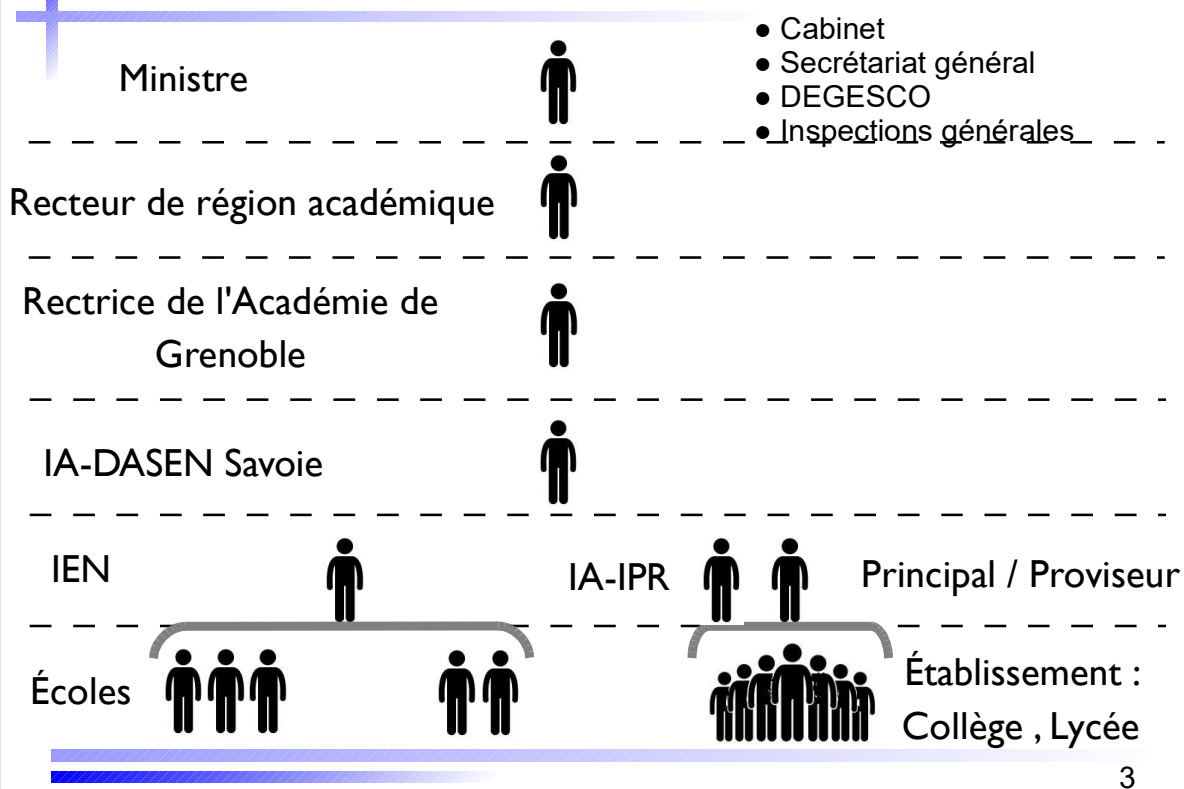 Ministre
● Cabinet
● Secrétariat général
● DEGESCO
● Inspections générales
Recteur de région académique
Rectrice de l'Académie de
Grenoble
IA-DASEN Savoie
IEN
IA-IPR
Principal / Proviseur
Écoles
Établissement :
Collège , Lycée
3